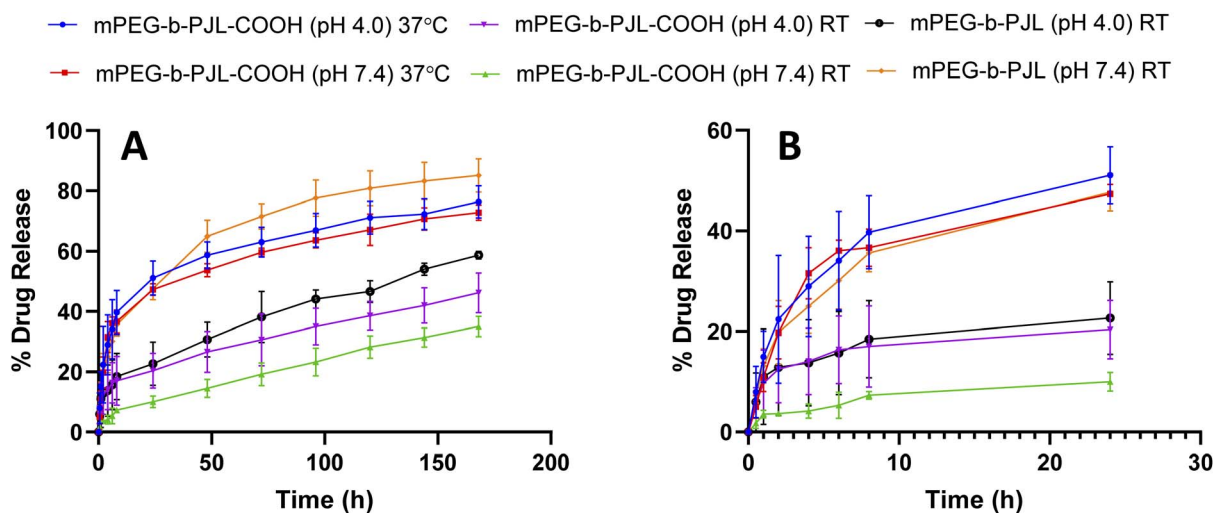 mPEG-b-PJL-COOH (pH 4.0) 37°C mPEG-b-PJL-COOH (pH 4.0) RT mPEG-b-PJL (pH 4.0) RT
mPEG-b-PJL-COOH (pH 7.4) 37°C mPEG-b-PJL-COOH (pH 7.4) RT mPEG-b-PJL (pH 7.4) RT
A
% Drug Release
100
80
60
40
20
0
0 50 100 150 200
Time (h)
B
% Drug Release
60
40
20
0
0 10 20 30
Time (h)